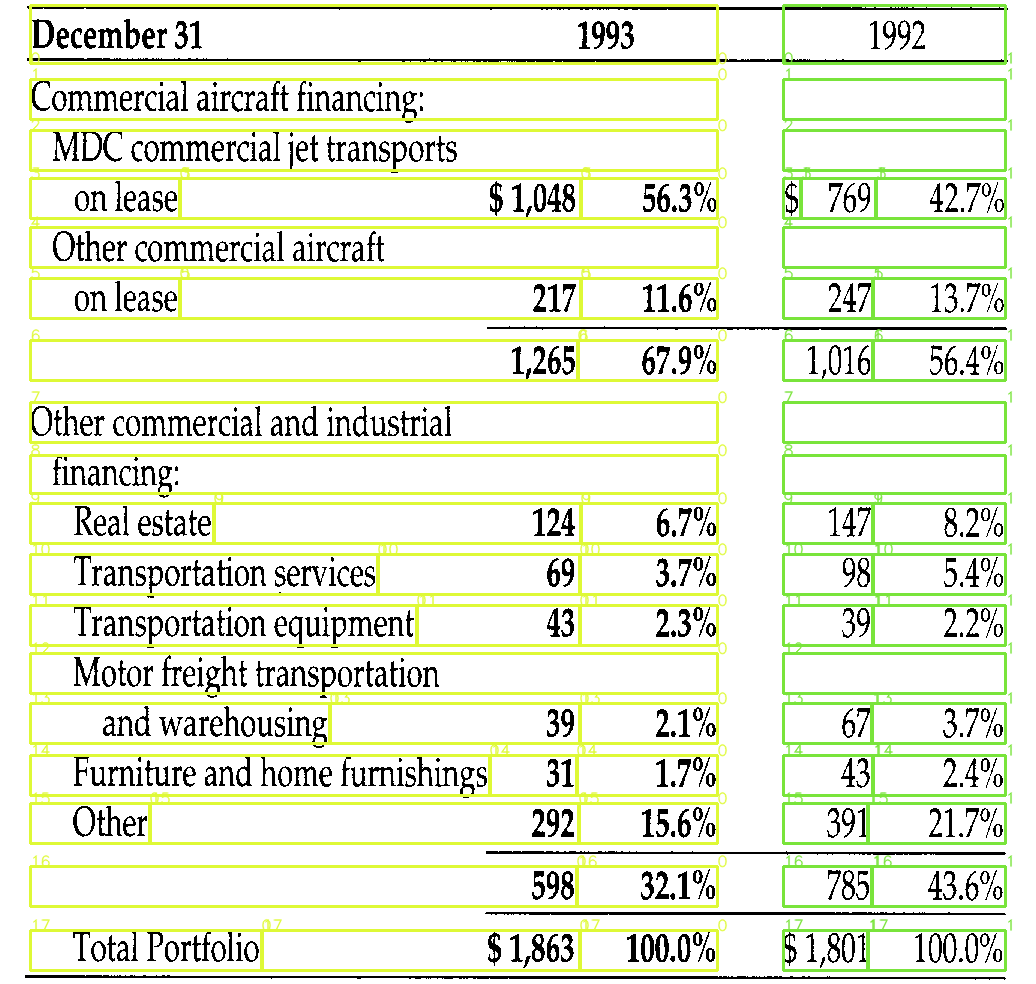 December 31 1993 1992
Commercial aircraft financing:
MDC commercial jet transports
on lease $ 1,048 56.3% $ 769 42.7%
Other commercial aircraft
on lease 217 11.6% 247 13.7%
1,265 67.9% 1,016 56.4%
Other commercial and industrial
financing:
Real estate 124 6.7% 147 8.2%
Transportation services 69 3.7% 98 5.4%
Transportation equipment 43 2.3% 39 2.2%
Motor freight transportation
and warehousing 39 2.1% 67 3.7%
Furniture and home furnishings 31 1.7% 43 2.4%
Other 292 15.6% 391 21.7%
598 32.1% 785 43.6%
Total Portfolio $ 1,863 100.0% $ 1,801 100.0%